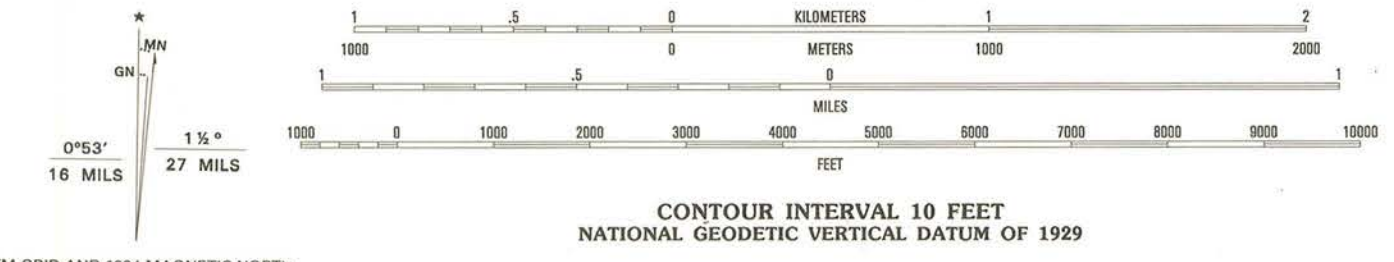 ★
MN
GN
0°53'
16 MILS
1 ½ °
27 MILS
1 .5 0 KILOMETERS 1 2
1000 0 METERS 1000 2000
1 .5 0 1
MILES
1000 0 1000 2000 3000 4000 5000 6000 7000 8000 9000 10000
FEET
CONTOUR INTERVAL 10 FEET
NATIONAL GEODETIC VERTICAL DATUM OF 1929